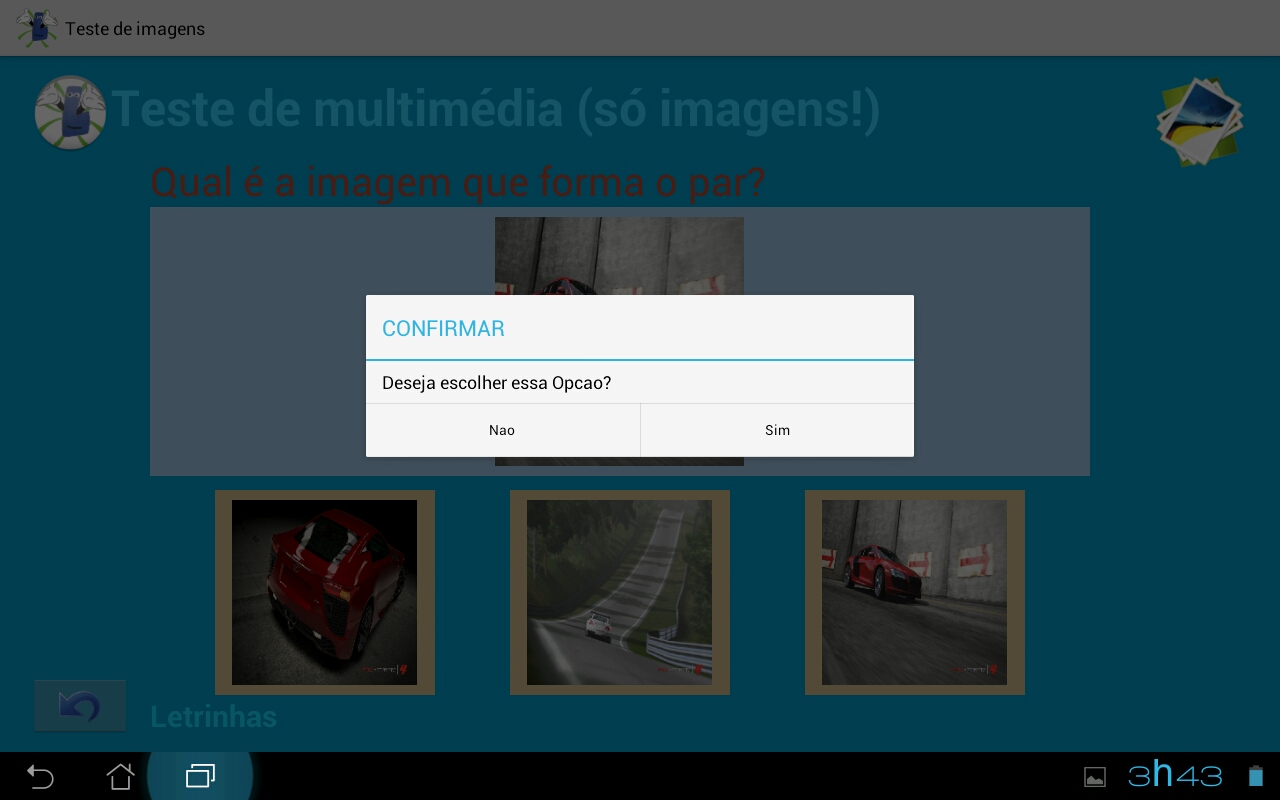 Teste de imagens
Teste de multimédia (só imagens!)
Qual é a imagem que forma o par?
CONFIRMAR
Deseja escolher essa Opcao?
Nao
Sim
Letrinhas
3h43